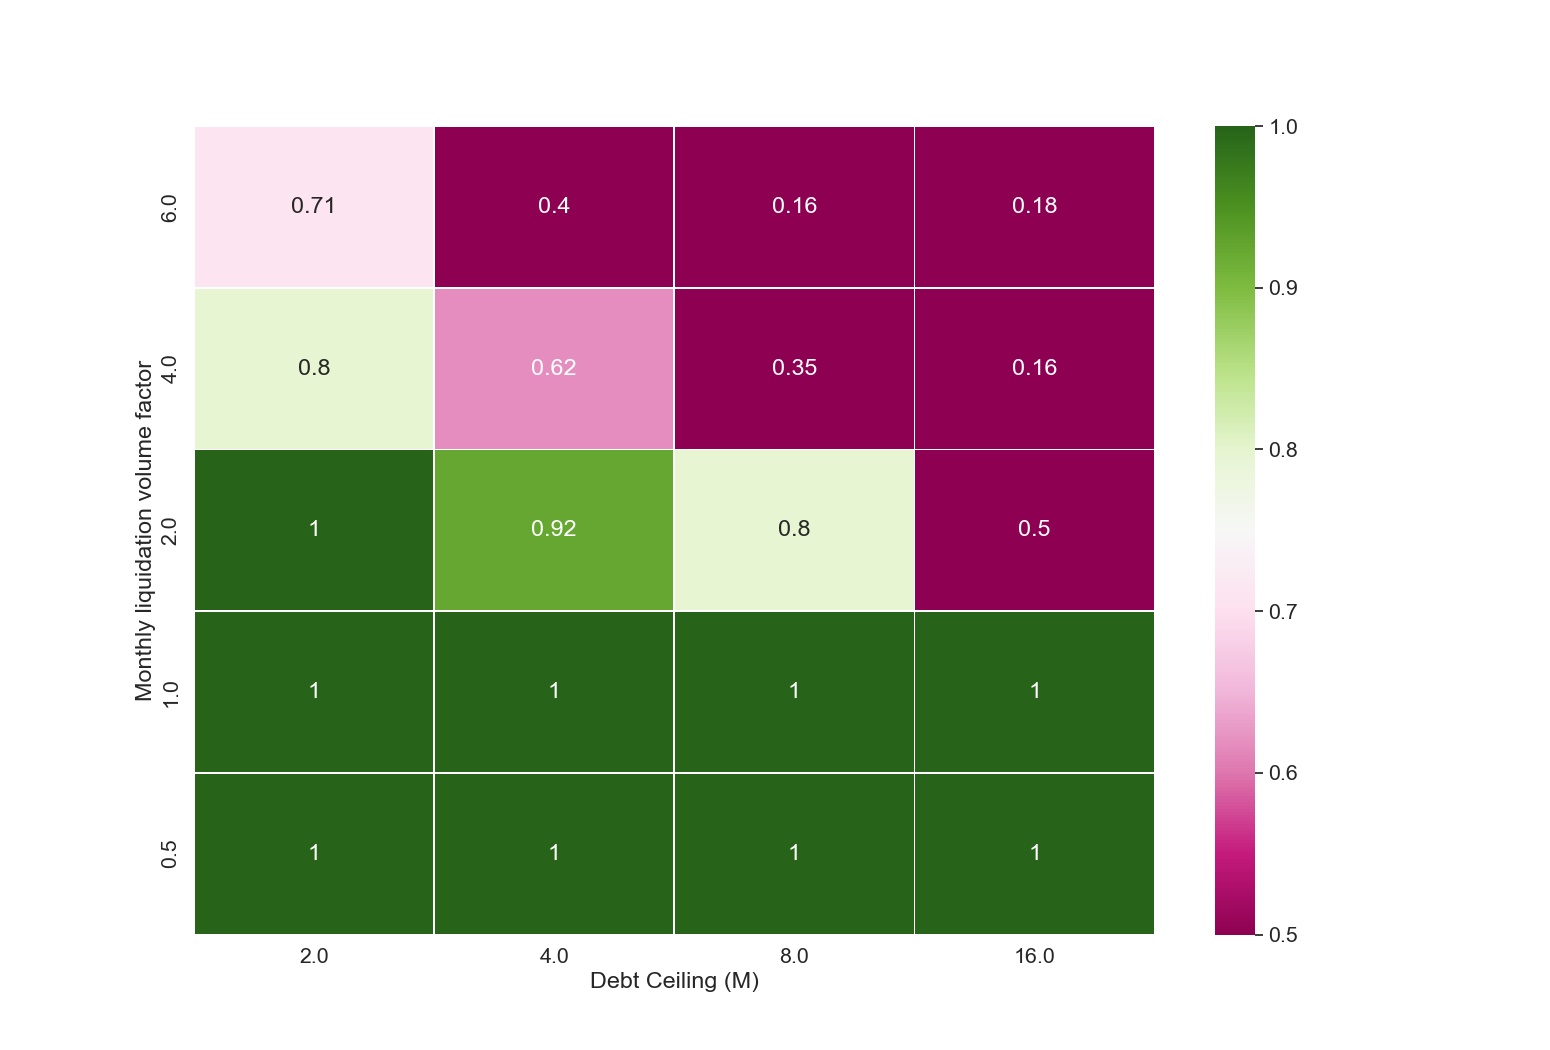 6.0 0.71 0.4 0.16 0.18
4.0 0.8 0.62 0.35 0.16
2.0 1 0.92 0.8 0.5
1.0 1 1 1 1
0.5 1 1 1 1
Monthly liquidation volume factor
2.0 4.0 8.0 16.0
Debt Ceiling (M)
1.0
0.9
0.8
0.7
0.6
0.5